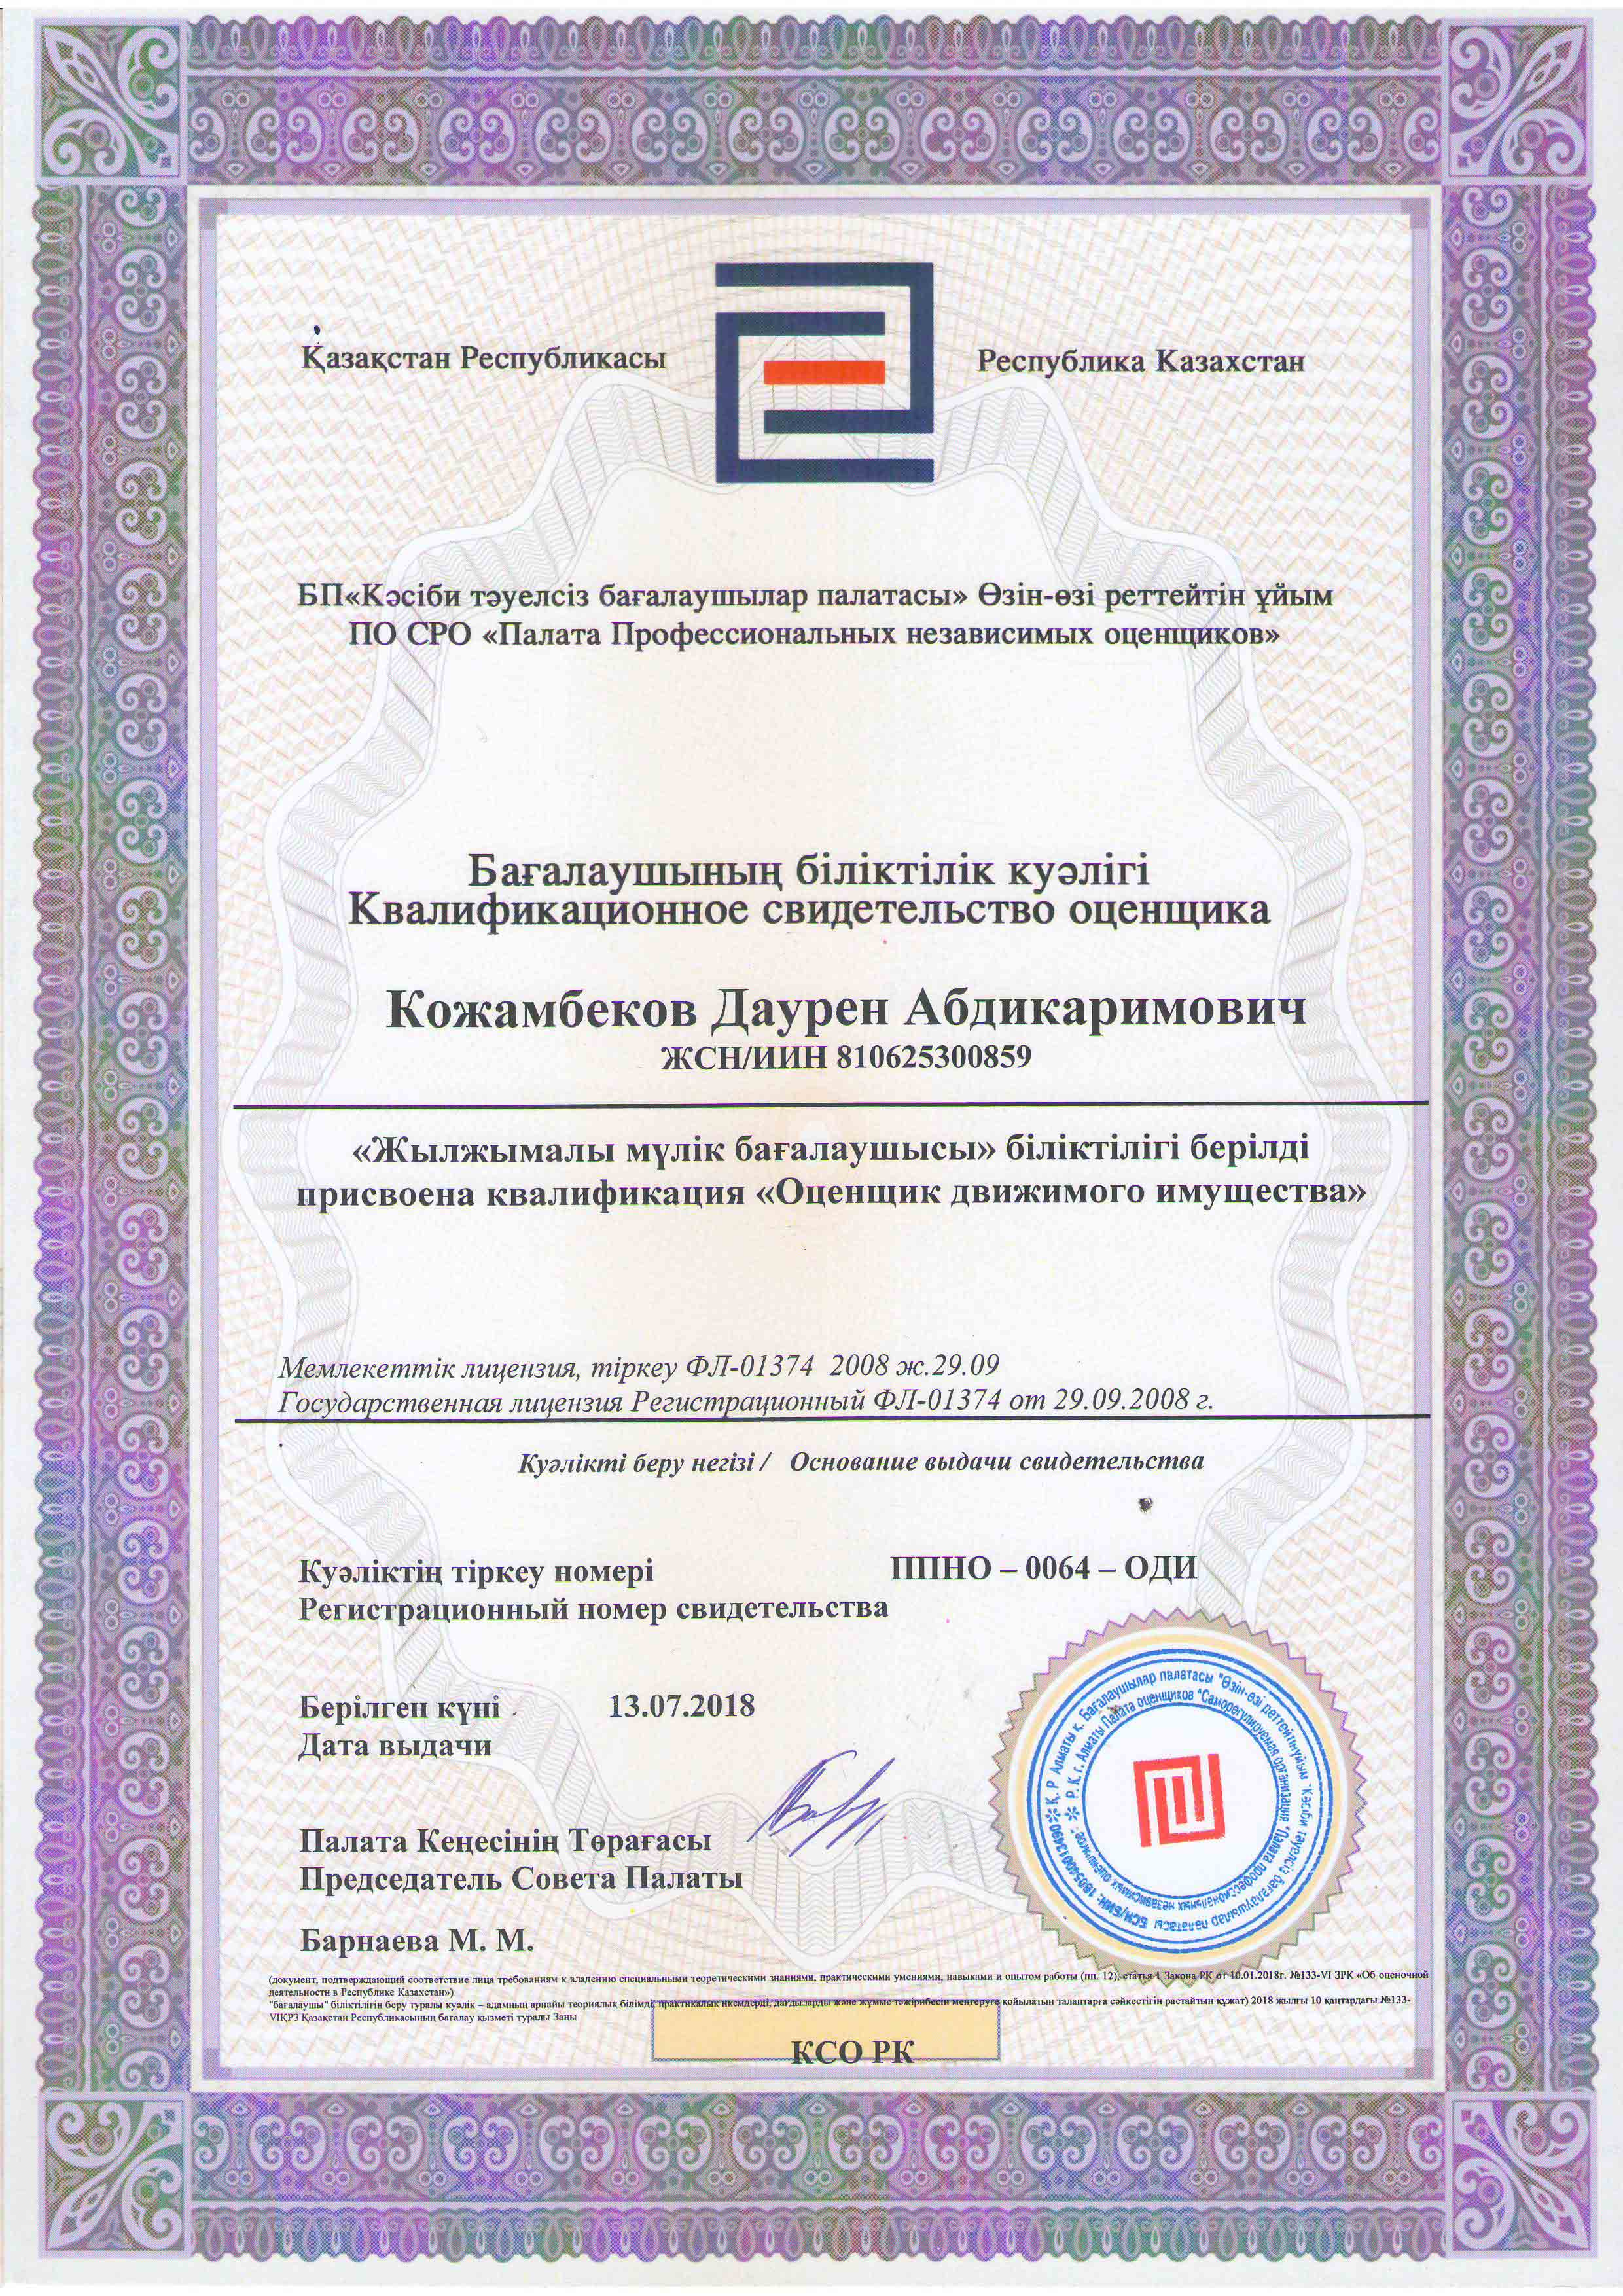 Қазақстан Республикасы
Республика Казахстан
БП«Кәсіби тәуелсіз бағалаушылар палатасы» Өзін-өзі реттейтін ұйым
ПО СРО «Палата Профессиональных независимых оценщиков»
Бағалаушының біліктілік куәлігі
Квалификационное свидетельство оценщика
Кожамбеков Даурен Абдикаримович
ЖСН/ИИН 810625300859
«Жылжымалы мүлік бағалаушысы» біліктілігі берілді
присвоена квалификация «Оценщик движимого имущества»
Мемлекеттік лицензия, тіркеу ФЛ-01374 2008 ж.29.09
Государственная лицензия Регистрационный ФЛ-01374 от 29.09.2008 г.
Куәлікті беру негізі / Основание выдачи свидетельства
Куәліктің тіркеу номері ППНО – 0064 – ОДИ
Регистрационный номер свидетельства
Берілген күні 13.07.2018
Дата выдачи
Палата Кеңесінің Төрағасы
Председатель Совета Палаты
Барнаева М. М.
Қ.Р Алматы қ. Бағалаушылар палатасы "Өзін-өзі реттейтін ұйым "Кәсіби тәуелсіз бағалаушылар палатасы БСН/БИН:
Р.К. г. Алматы Палата оценщиков "Саморегулируемая организация "Палата профессиональных независимых оценщиков"
(документ, подтверждающий соответствие лица требованиям к владению специальными теоретическими знаниями, практическими умениями, навыками и опытом работы (пп. 12), статья 1 Закона РК от 10.01.2018г. №133-VI ЗРК «Об оценочной
деятельности в Республике Казахстан»)
"бағалаушы" біліктілігін беру туралы куәлік – адамның арнайы теориялық білімді, практикалық икемдерді, дағдыларды және жұмыс тәжірибесін меңгеруге қойылатын талаптарға сәйкестігін растайтын құжат) 2018 жылғы 10 қаңтардағы №133-
VIҚРЗ Қазақстан Республикасының бағалау қызметі туралы Заңы
КСО РК